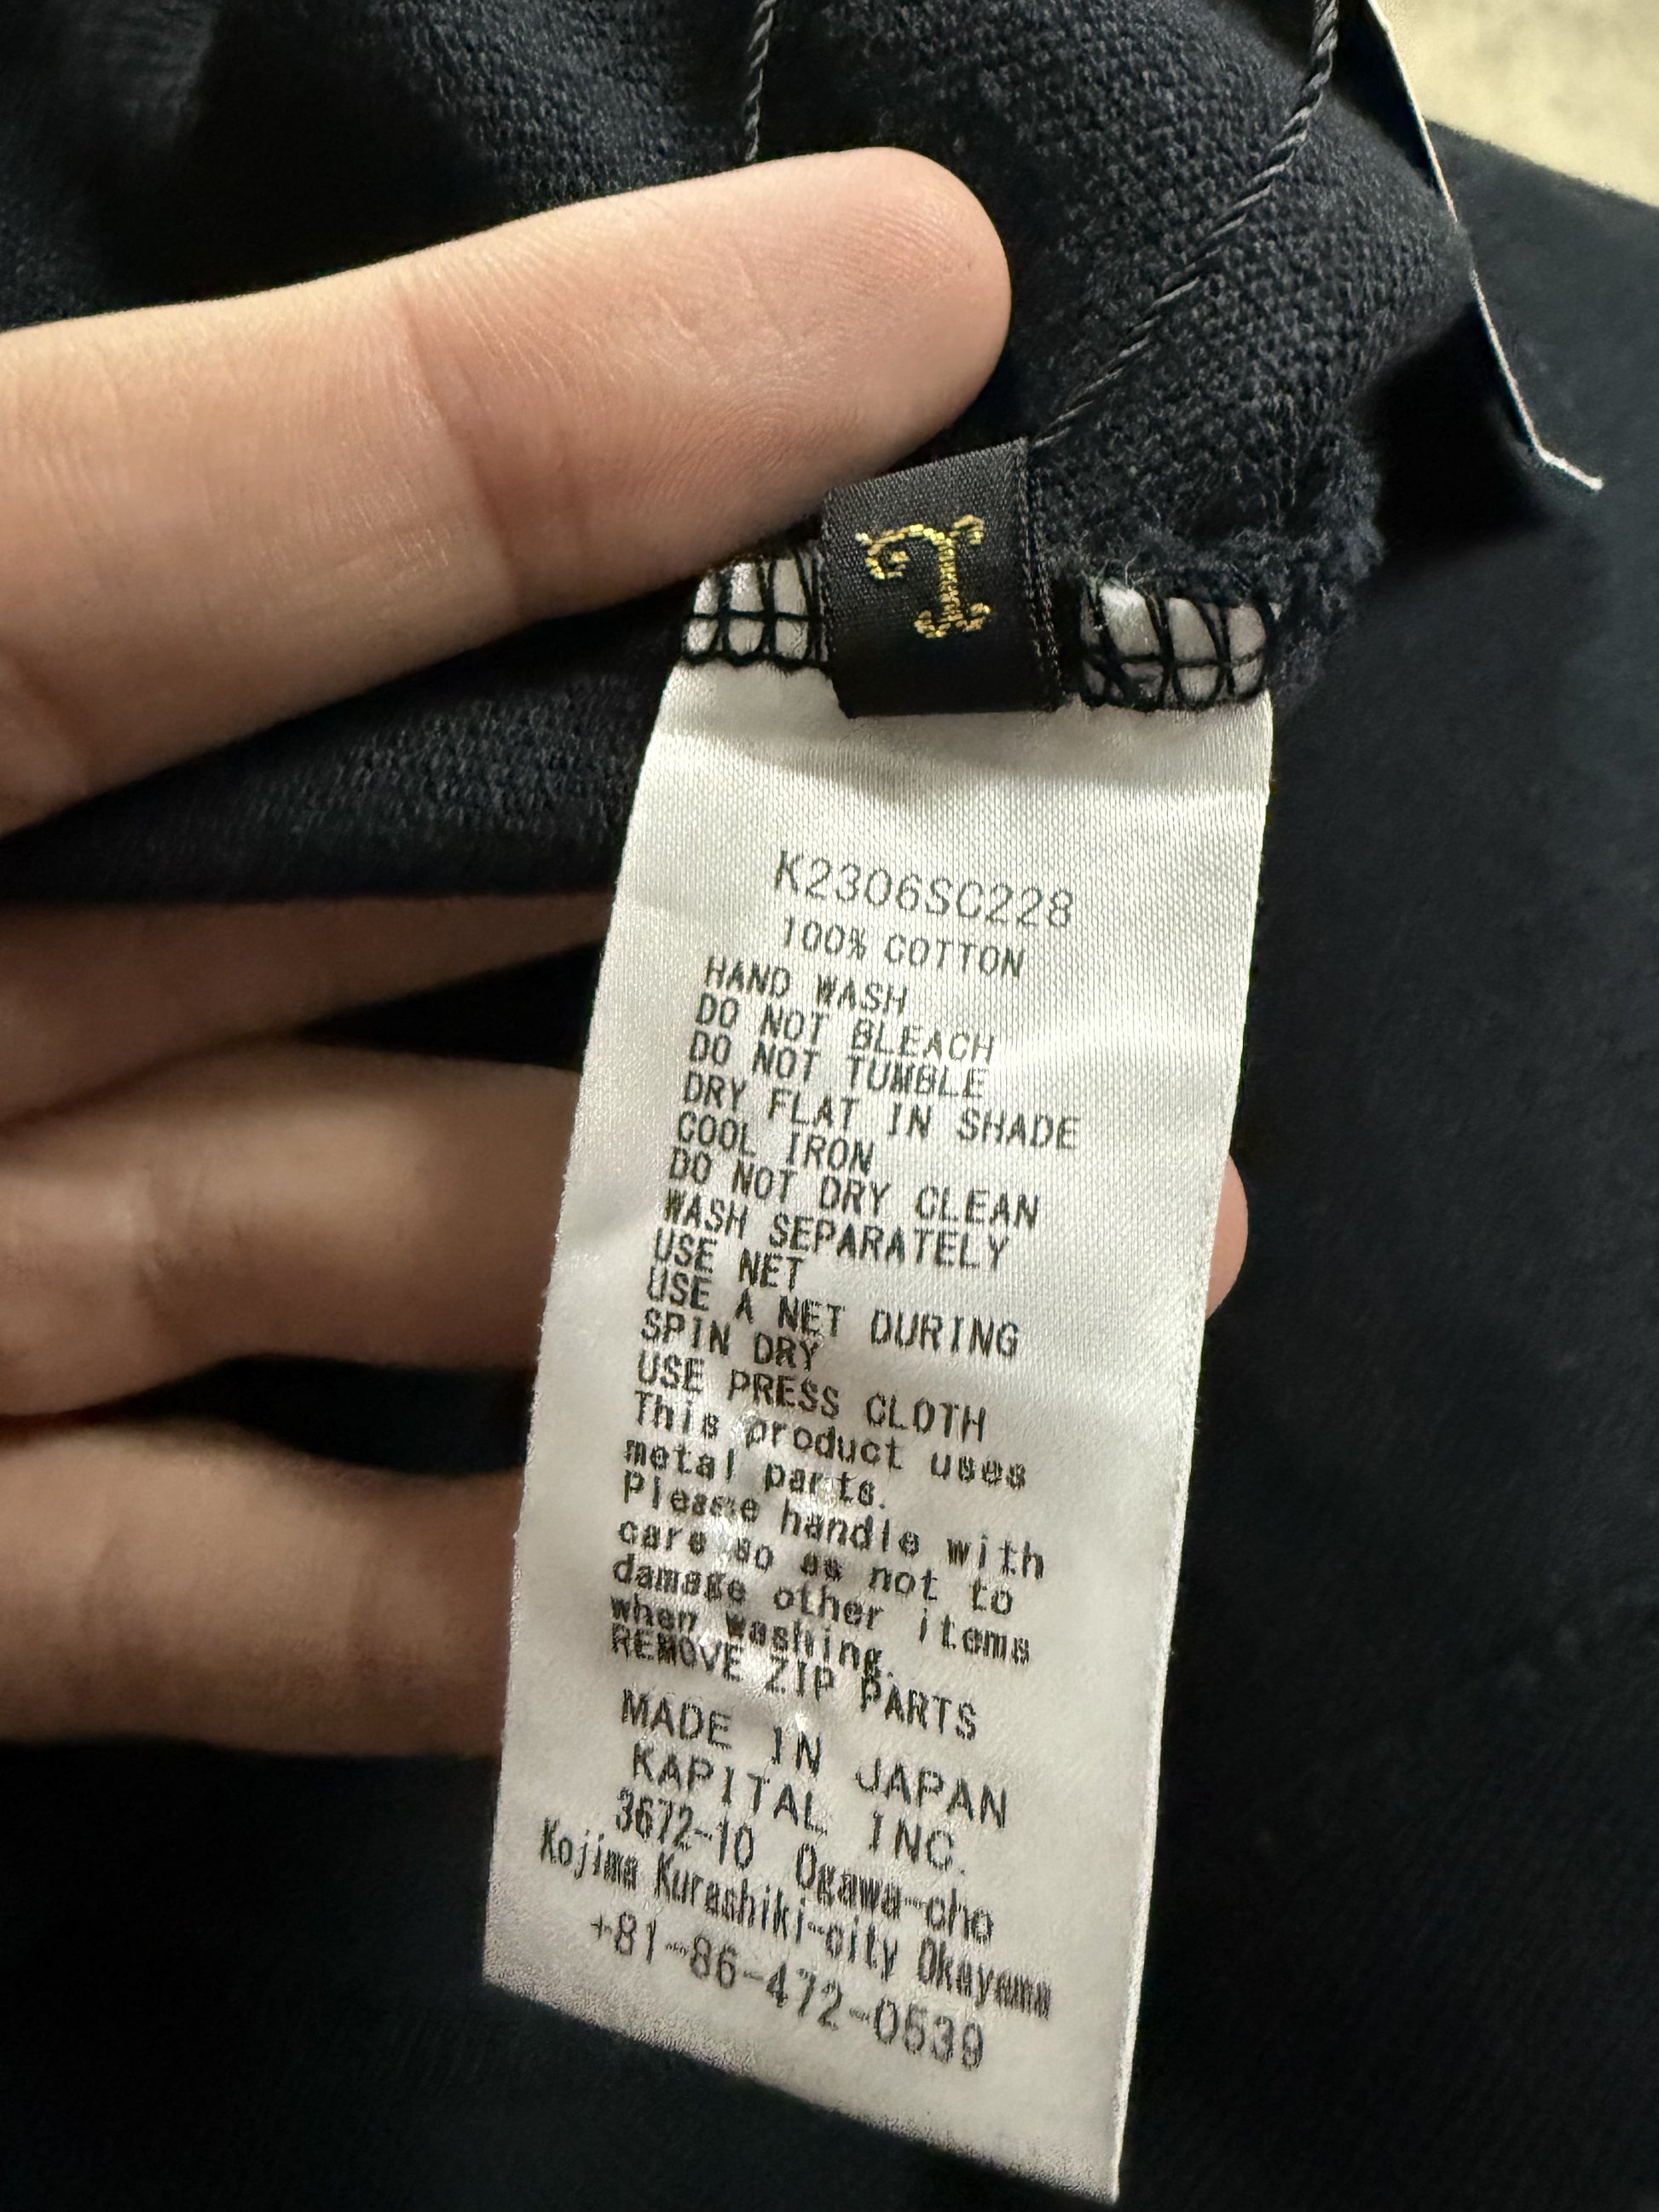 K2306SC228
100% COTTON
HAND WASH
DO NOT BLEACH
DO NOT TUMBLE
DRY FLAT IN SHADE
COOL IRON
DO NOT DRY CLEAN
WASH SEPARATELY
USE NET
USE A NET DURING
SPIN DRY
USE PRESS CLOTH
This product uses
metal parts.
Please handle with
care so as not to
damage other items
when washing.
REMOVE ZIP PARTS
MADE IN JAPAN
KAPITAL INC.
3672-10 Ogawa-cho
Kojima Kurashiki-city Okayama
+81-86-472-0539